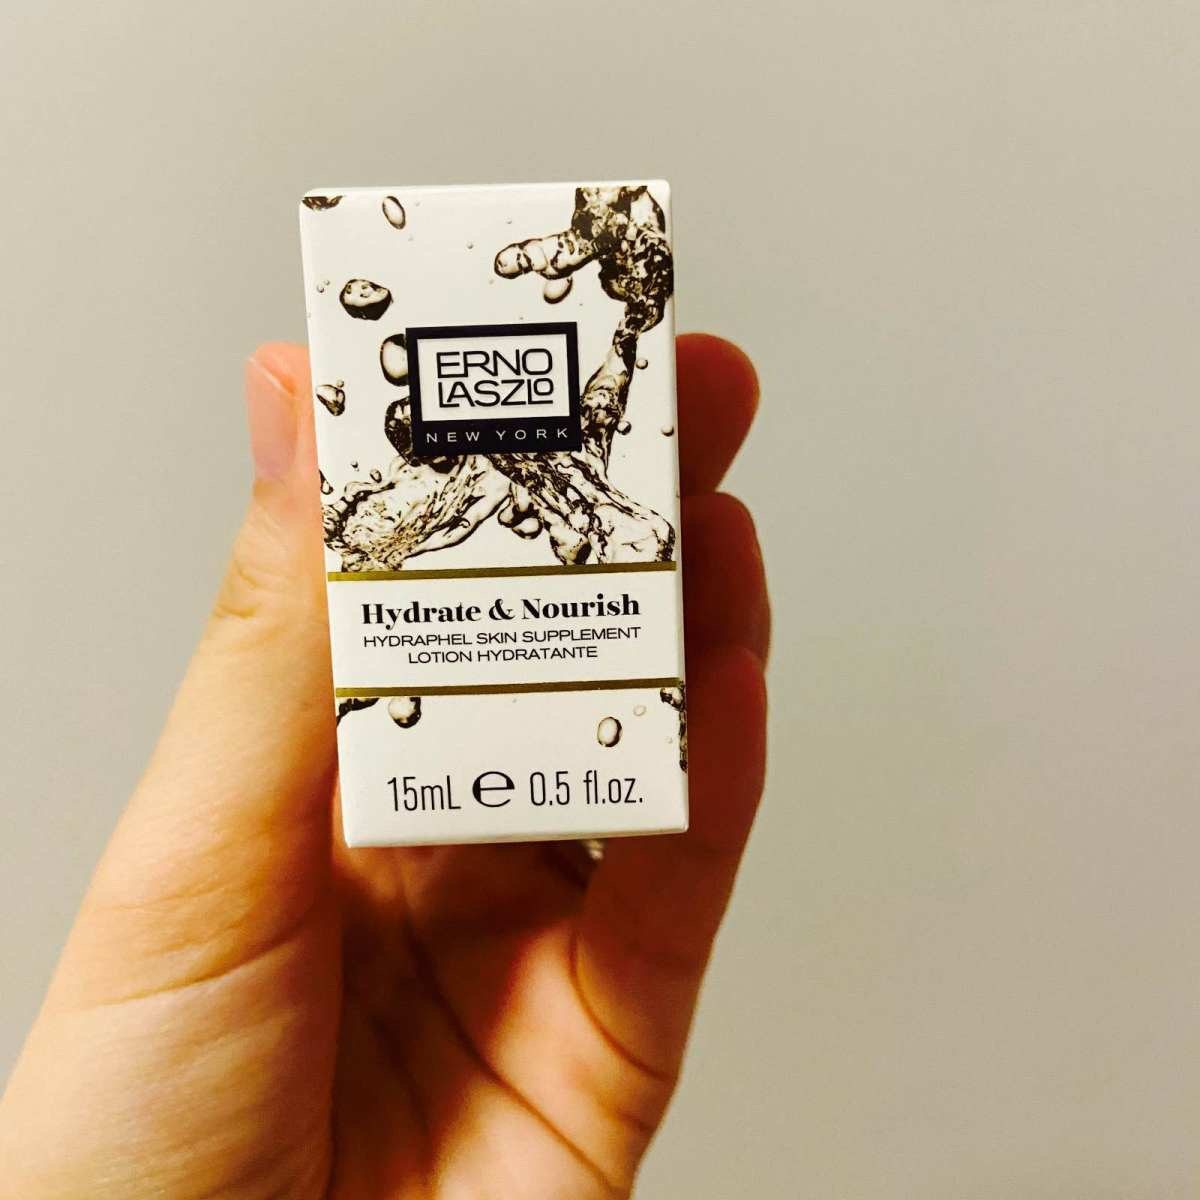 ERNO
LASZLO
NEW YORK
Hydrate & Nourish
HYDRAPHEL SKIN SUPPLEMENT
LOTION HYDRATANTE
15mL ℮ 0.5 fl.oz.